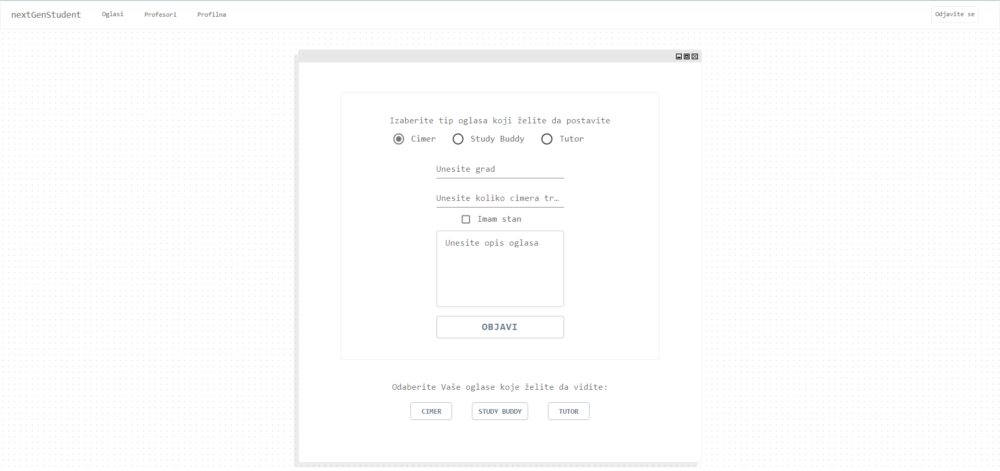 nextGenStudent Oglasi Profesori Profilna Odjavite se
Izaberite tip oglasa koji želite da postavite
Cimer Study Buddy Tutor
Unesite grad
Unesite koliko cimera tr…
Imam stan
Unesite opis oglasa
OBJAVI
Odaberite Vaše oglase koje želite da vidite:
CIMER STUDY BUDDY TUTOR